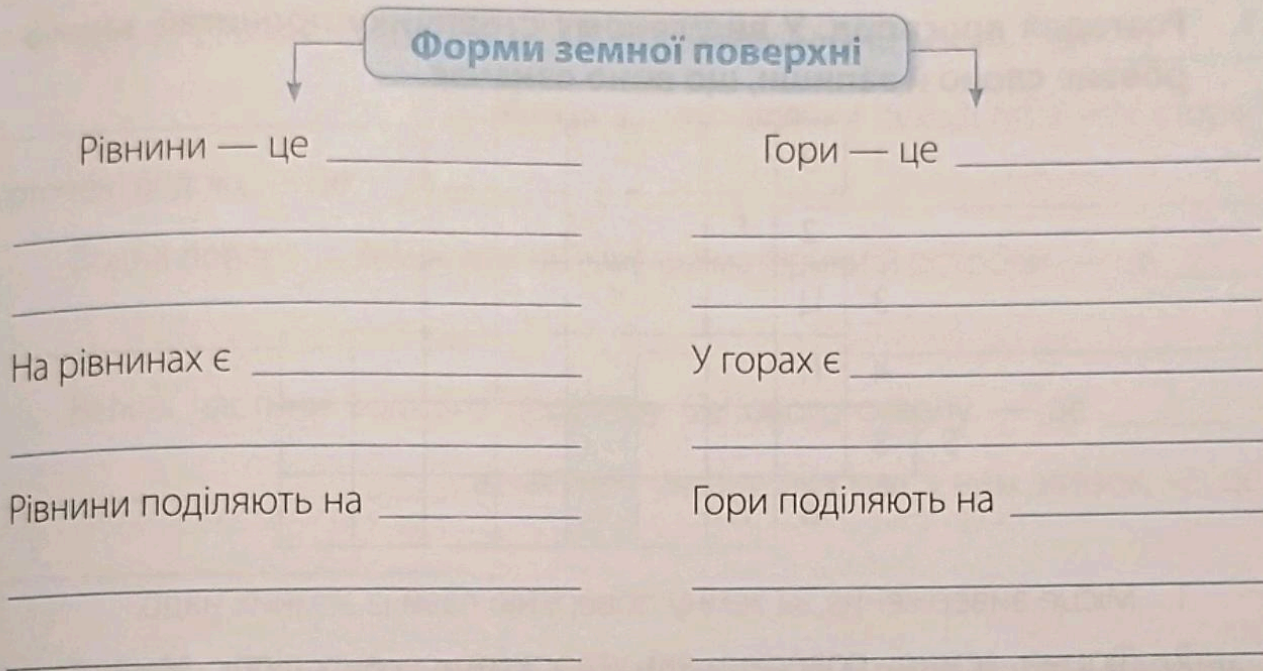 Форми земної поверхні
Рівнини — це
Гори — це
На рівнинах є
У горах є
Рівнини поділяють на
Гори поділяють на